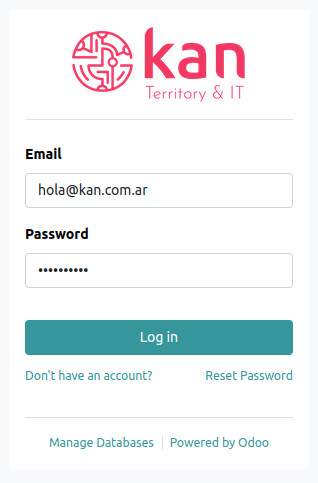 kan
Territory & IT
Email
hola@kan.com.ar
Password
••••••••••
Log in
Don't have an account? Reset Password
Manage Databases | Powered by Odoo